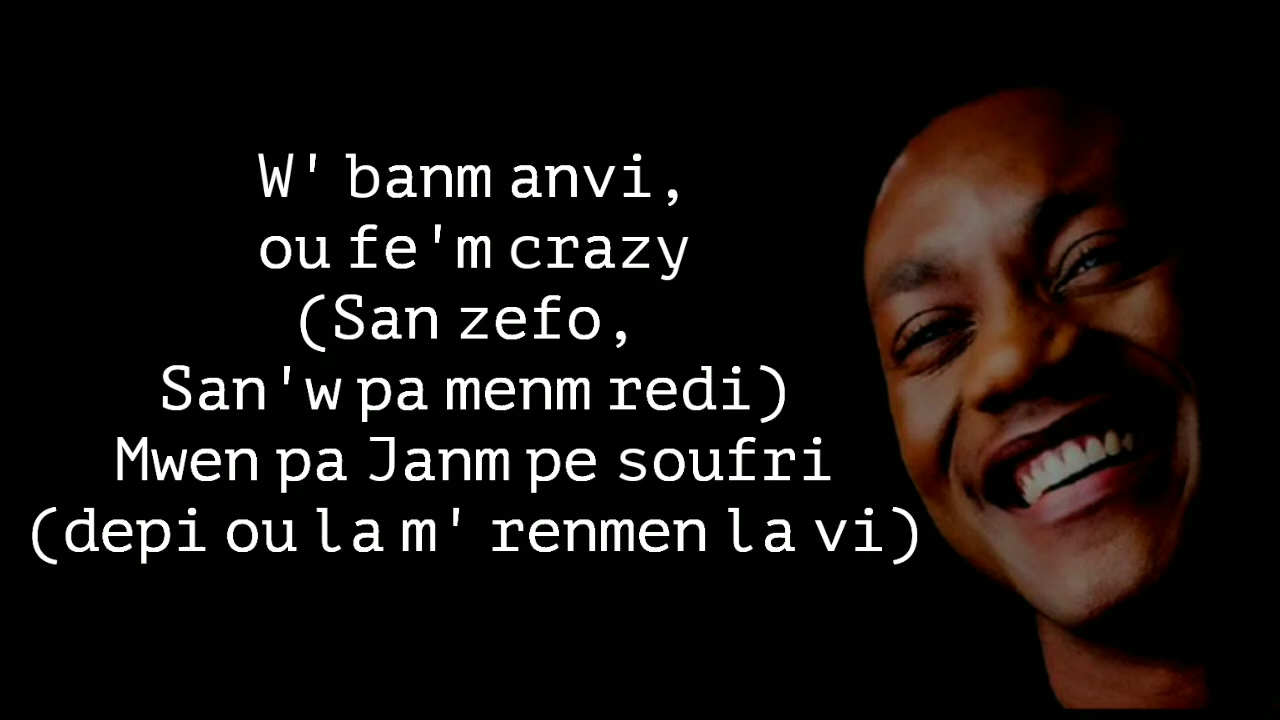 W' banm anvi,
ou fe'm crazy
(San zefo,
San'w pa menm redi)
Mwen pa Janm pe soufri
(depi ou la m' renmen la vi)